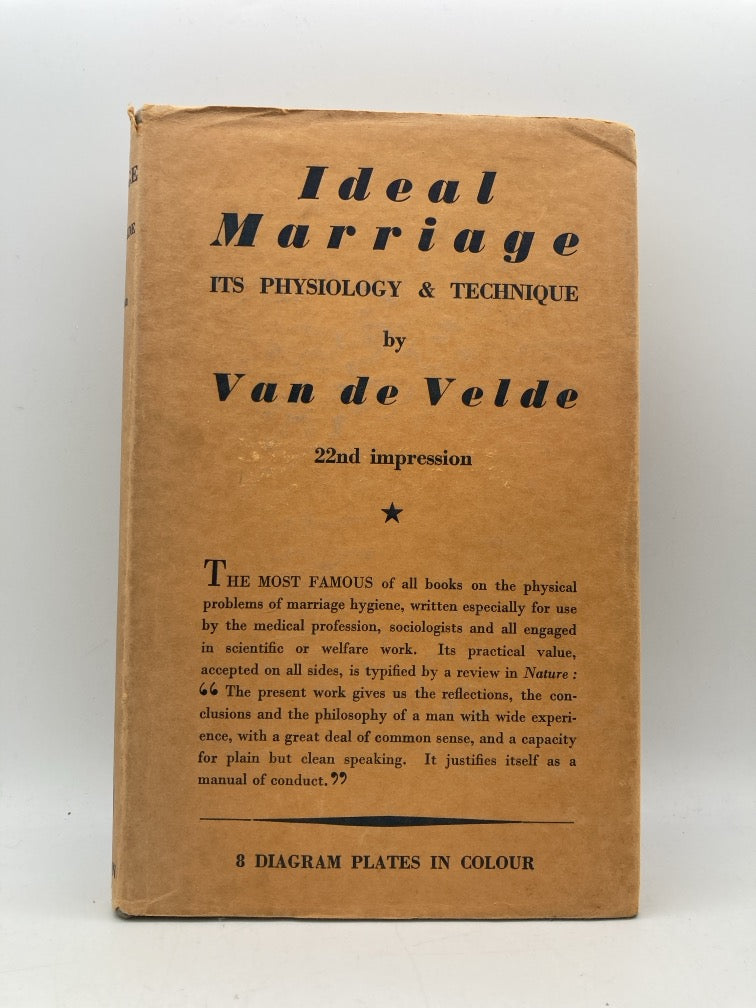 Ideal
Marriage
ITS PHYSIOLOGY & TECHNIQUE
by
Van de Velde
22nd impression
THE MOST FAMOUS of all books on the physical
problems of marriage hygiene, written especially for use
by the medical profession, sociologists and all engaged
in scientific or welfare work. Its practical value,
accepted on all sides, is typified by a review in Nature :
“ The present work gives us the reflections, the con-
clusions and the philosophy of a man with wide experi-
ence, with a great deal of common sense, and a capacity
for plain but clean speaking. It justifies itself as a
manual of conduct.”
8 DIAGRAM PLATES IN COLOUR